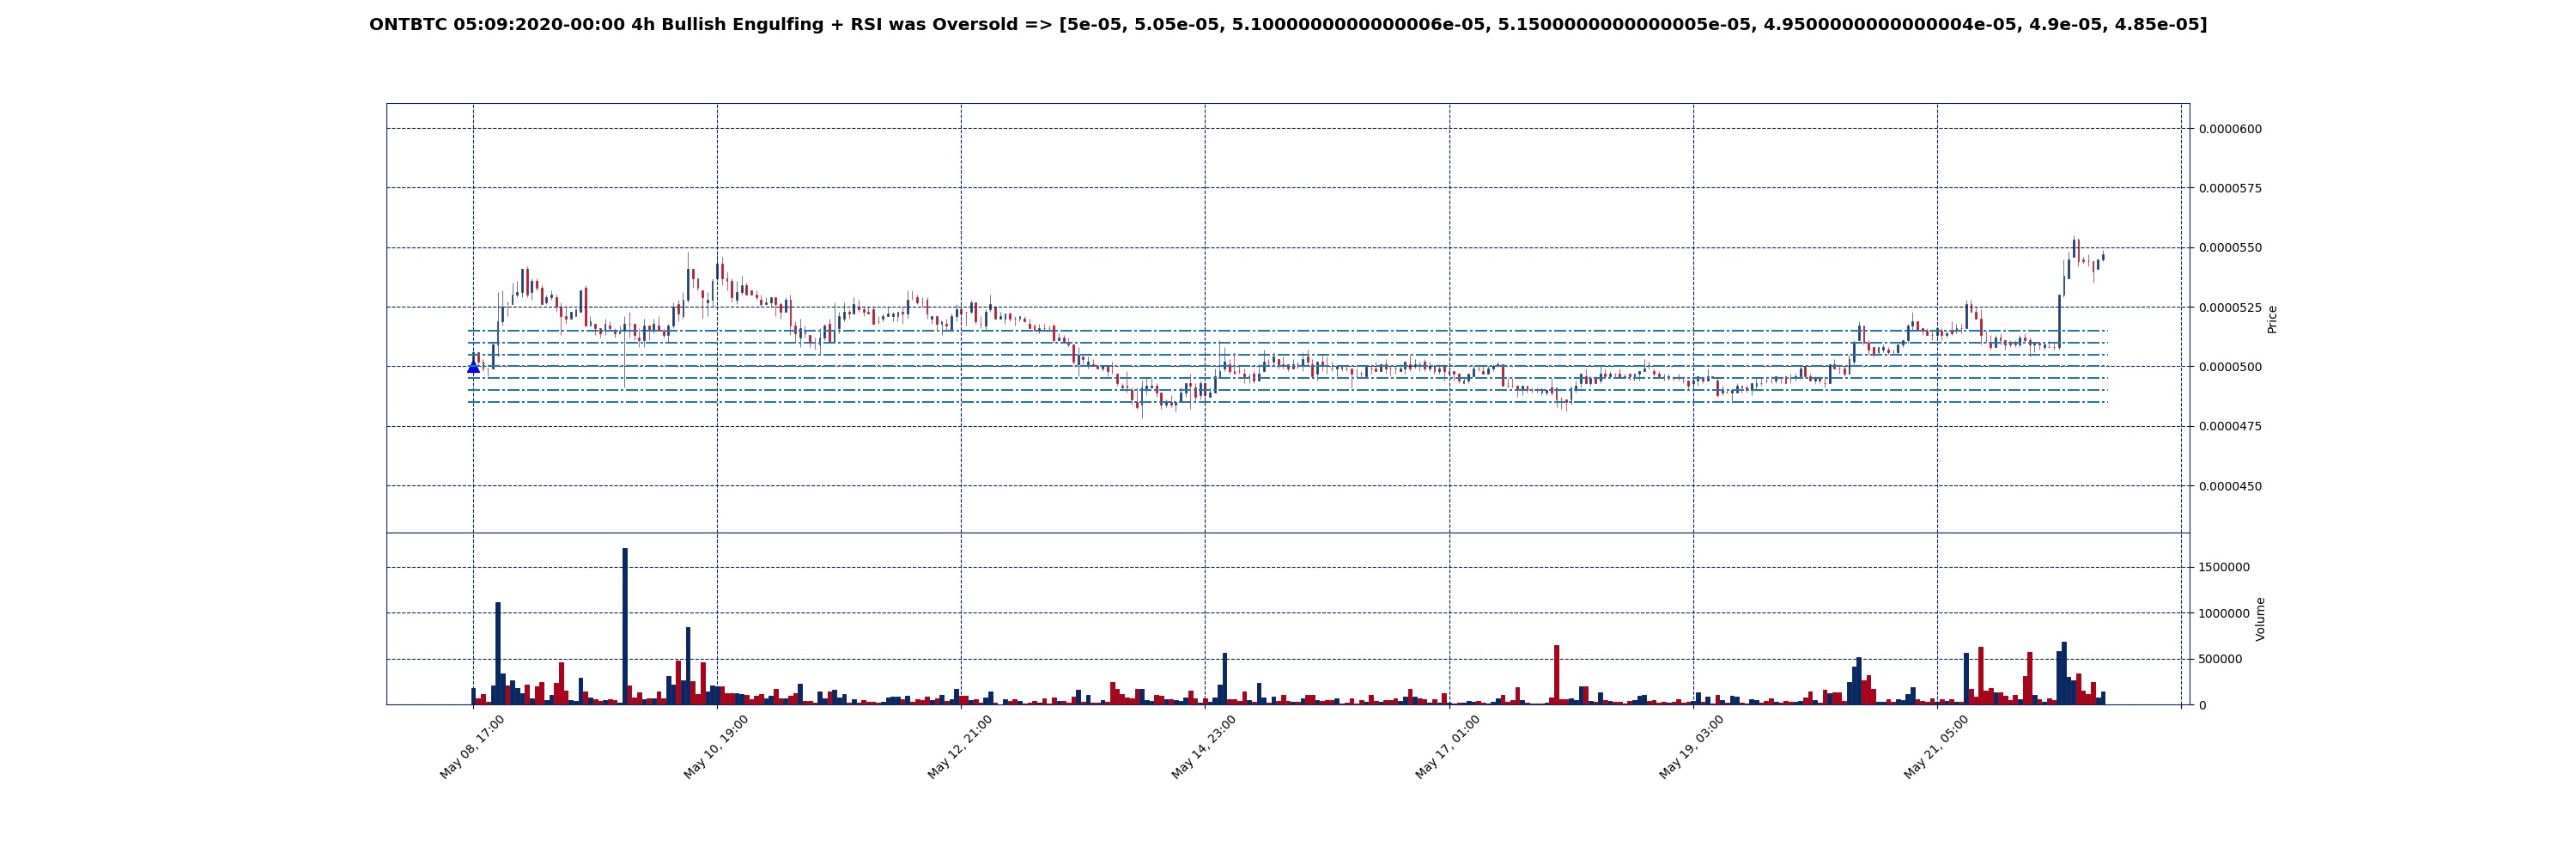 ONTBTC 05:09:2020-00:00 4h Bullish Engulfing + RSI was Oversold => [5e-05, 5.05e-05, 5.1000000000000006e-05, 5.1500000000000005e-05, 4.9500000000000004e-05, 4.9e-05, 4.85e-05]
0.0000600
0.0000575
0.0000550
0.0000525
Price
0.0000500
0.0000475
0.0000450
1500000
1000000
Volume
500000
0
May 08, 17:00
May 10, 19:00
May 12, 21:00
May 14, 23:00
May 17, 01:00
May 19, 03:00
May 21, 05:00